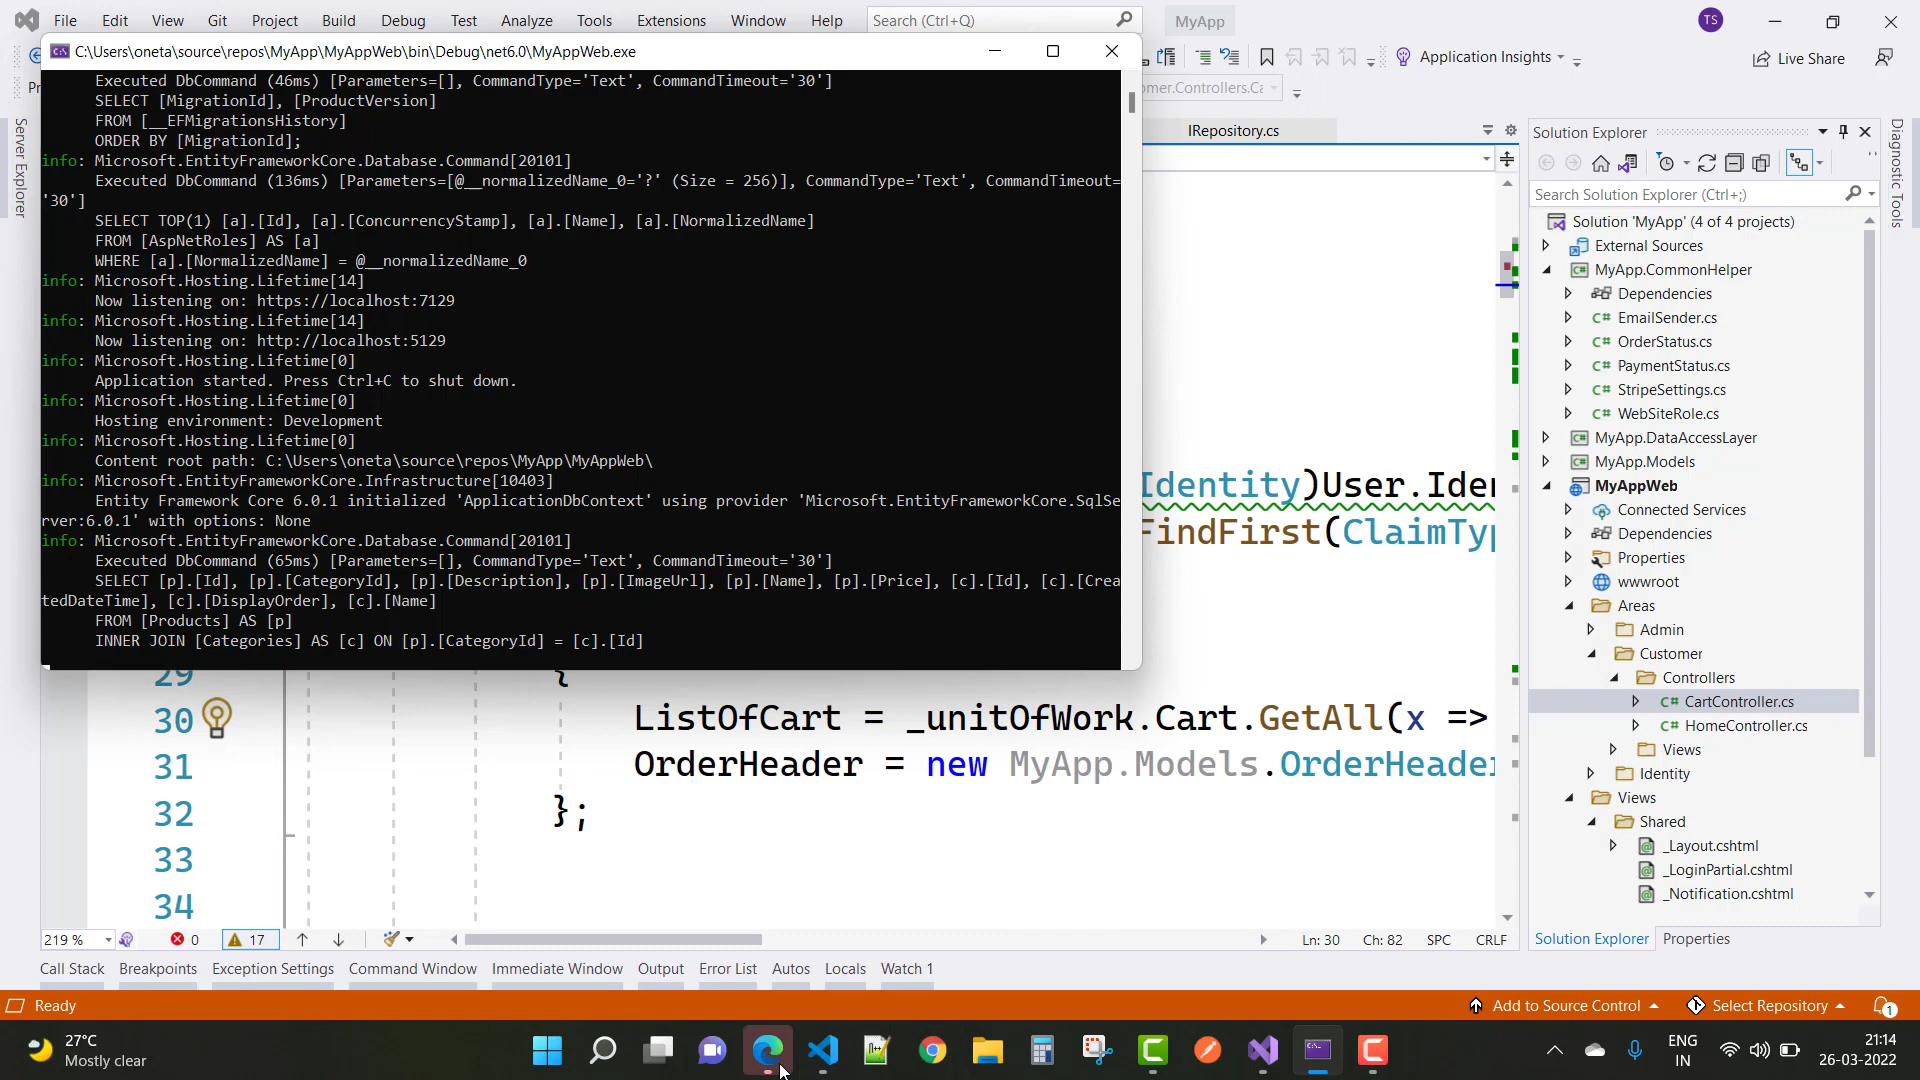 File Edit View Git Project Build Debug Test Analyze Tools Extensions Window Help Search (Ctrl+Q) MyApp TS
C:\Users\oneta\source\repos\MyApp\MyAppWeb\bin\Debug\net6.0\MyAppWeb.exe
Application Insights Live Share
Executed DbCommand (46ms) [Parameters=[], CommandType='Text', CommandTimeout='30']
SELECT [MigrationId], [ProductVersion]
FROM [__EFMigrationsHistory]
ORDER BY [MigrationId];
info: Microsoft.EntityFrameworkCore.Database.Command[20101]
Executed DbCommand (136ms) [Parameters=[@__normalizedName_0='?' (Size = 256)], CommandType='Text', CommandTimeout=
'30']
SELECT TOP(1) [a].[Id], [a].[ConcurrencyStamp], [a].[Name], [a].[NormalizedName]
FROM [AspNetRoles] AS [a]
WHERE [a].[NormalizedName] = @__normalizedName_0
info: Microsoft.Hosting.Lifetime[14]
Now listening on: https://localhost:7129
info: Microsoft.Hosting.Lifetime[14]
Now listening on: http://localhost:5129
info: Microsoft.Hosting.Lifetime[0]
Application started. Press Ctrl+C to shut down.
info: Microsoft.Hosting.Lifetime[0]
Hosting environment: Development
info: Microsoft.Hosting.Lifetime[0]
Content root path: C:\Users\oneta\source\repos\MyApp\MyAppWeb\
info: Microsoft.EntityFrameworkCore.Infrastructure[10403]
Entity Framework Core 6.0.1 initialized 'ApplicationDbContext' using provider 'Microsoft.EntityFrameworkCore.SqlSe
rver:6.0.1' with options: None
info: Microsoft.EntityFrameworkCore.Database.Command[20101]
Executed DbCommand (65ms) [Parameters=[], CommandType='Text', CommandTimeout='30']
SELECT [p].[Id], [p].[CategoryId], [p].[Description], [p].[ImageUrl], [p].[Name], [p].[Price], [c].[Id], [c].[Crea
tedDateTime], [c].[DisplayOrder], [c].[Name]
FROM [Products] AS [p]
INNER JOIN [Categories] AS [c] ON [p].[CategoryId] = [c].[Id]
Server Explorer
omer.Controllers.Ca
IRepository.cs
Identity)User.Iden
FindFirst(ClaimTyp
29 {
30 ListOfCart = _unitOfWork.Cart.GetAll(x =>
31 OrderHeader = new MyApp.Models.OrderHeader
32 };
33
34
Solution Explorer
Search Solution Explorer (Ctrl+;)
Solution 'MyApp' (4 of 4 projects)
External Sources
MyApp.CommonHelper
Dependencies
C# EmailSender.cs
C# OrderStatus.cs
C# PaymentStatus.cs
C# StripeSettings.cs
C# WebSiteRole.cs
MyApp.DataAccessLayer
MyApp.Models
MyAppWeb
Connected Services
Dependencies
Properties
wwwroot
Areas
Admin
Customer
Controllers
C# CartController.cs
C# HomeController.cs
Views
Identity
Views
Shared
_Layout.cshtml
_LoginPartial.cshtml
_Notification.cshtml
Diagnostic Tools
219 % 0 17 Ln: 30 Ch: 82 SPC CRLF
Solution Explorer Properties
Call Stack Breakpoints Exception Settings Command Window Immediate Window Output Error List Autos Locals Watch 1
Ready Add to Source Control Select Repository 1
27°C
Mostly clear
ENG
IN
21:14
26-03-2022